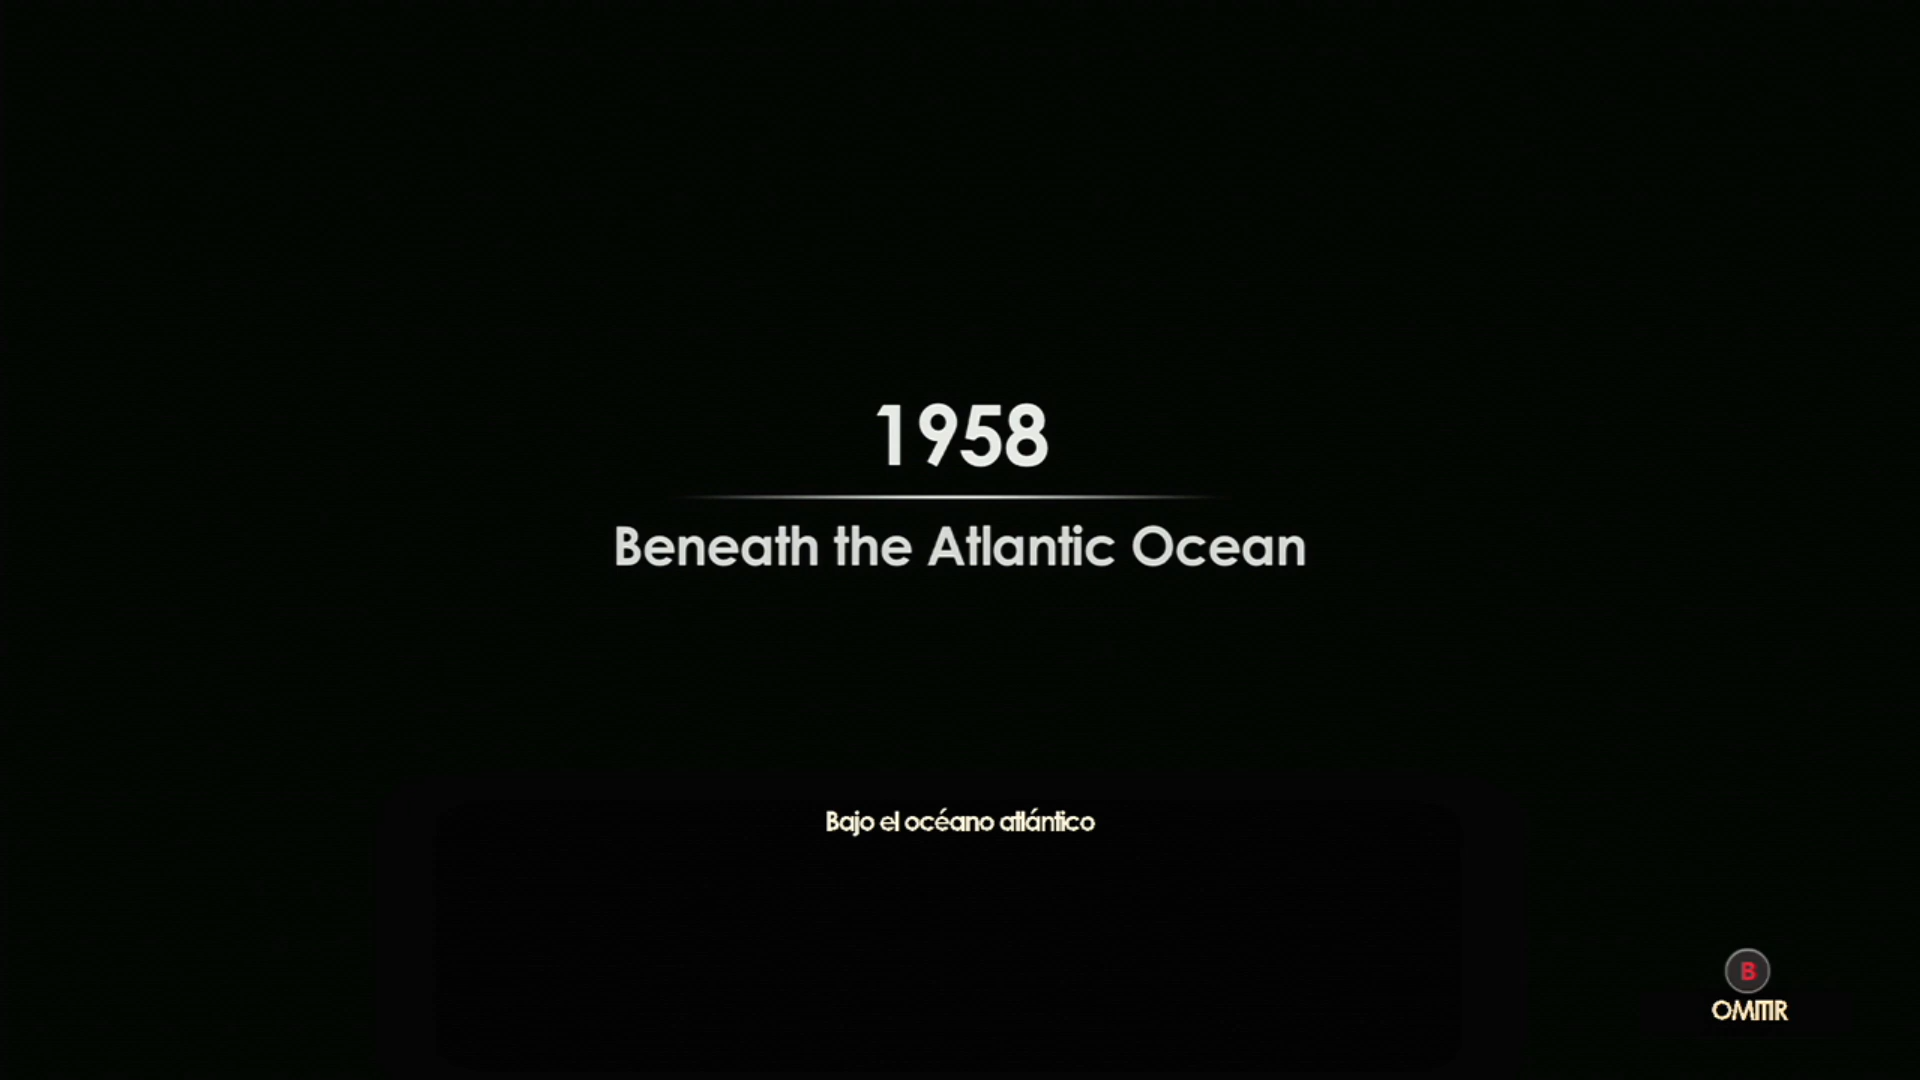 1958
Beneath the Atlantic Ocean
Bajo el océano atlántico
B
OMITIR